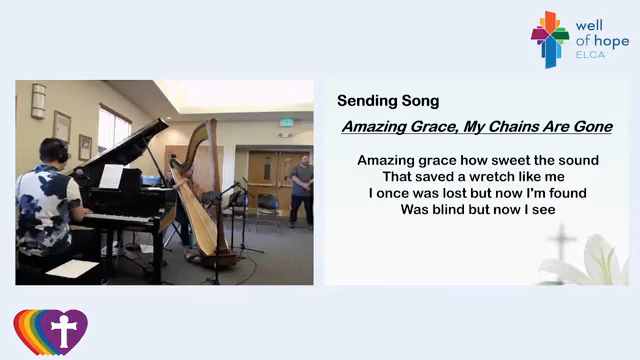 well
of hope
ELCA
Sending Song
Amazing Grace, My Chains Are Gone
Amazing grace how sweet the sound
That saved a wretch like me
I once was lost but now I'm found
Was blind but now I see